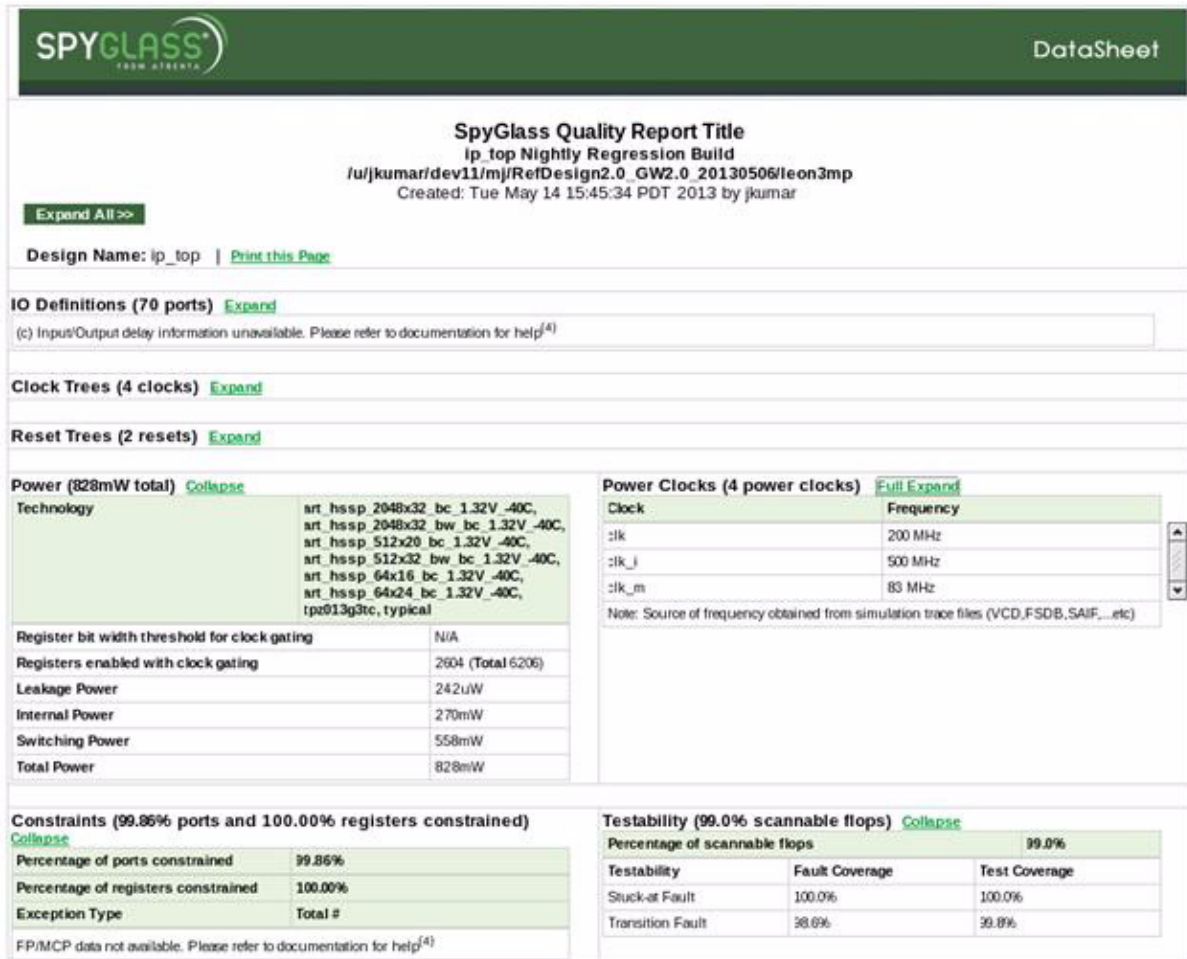 SPYGLASS®
FROM ATRENTA
DataSheet
SpyGlass Quality Report Title
ip_top Nightly Regression Build
/u/jkumar/dev11/mj/RefDesign2.0_GW2.0_20130506/leon3mp
Created: Tue May 14 15:45:34 PDT 2013 by jkumar
Expand All >>
Design Name: ip_top | Print this Page
IO Definitions (70 ports) Expand
(c) Input/Output delay information unavailable. Please refer to documentation for help(4)
Clock Trees (4 clocks) Expand
Reset Trees (2 resets) Expand
Power (828mW total) Collapse
Technology
art_hssp_2048x32_bc_1.32V_-40C,
art_hssp_2048x32_bw_bc_1.32V_-40C,
art_hssp_512x20_bc_1.32V_-40C,
art_hssp_512x32_bw_bc_1.32V_-40C,
art_hssp_64x16_bc_1.32V_-40C,
art_hssp_64x24_bc_1.32V_-40C,
tpz013g3tc, typical
Register bit width threshold for clock gating N/A
Registers enabled with clock gating 2604 (Total 6206)
Leakage Power 242uW
Internal Power 270mW
Switching Power 558mW
Total Power 828mW
Power Clocks (4 power clocks) Full Expand
Clock Frequency
clk 200 MHz
clk_i 500 MHz
clk_m 83 MHz
Note: Source of frequency obtained from simulation trace files (VCD,FSDB,SAIF,...etc)
Constraints (99.86% ports and 100.00% registers constrained)
Collapse
Percentage of ports constrained 99.86%
Percentage of registers constrained 100.00%
Exception Type Total #
FP/MCP data not available. Please refer to documentation for help(4)
Testability (99.0% scannable flops) Collapse
Percentage of scannable flops 99.0%
Testability Fault Coverage Test Coverage
Stuck-at Fault 100.0% 100.0%
Transition Fault 98.6% 99.8%